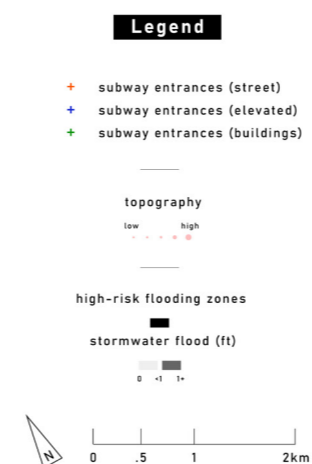 Legend
+ subway entrances (street)
+ subway entrances (elevated)
+ subway entrances (buildings)
topography
low high
high-risk flooding zones
stormwater flood (ft)
0 <1 1+
N
0 .5 1 2km